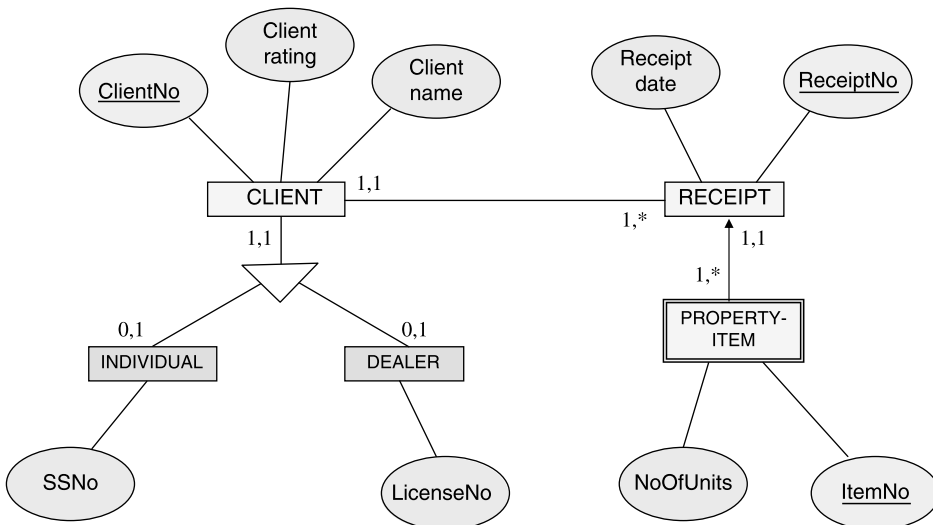 Client
rating
ClientNo
Client
name
Receipt
date
ReceiptNo
CLIENT
1,1
1,*
RECEIPT
1,1
1,1
1,*
0,1
0,1
INDIVIDUAL
DEALER
PROPERTY-
ITEM
SSNo
LicenseNo
NoOfUnits
ItemNo